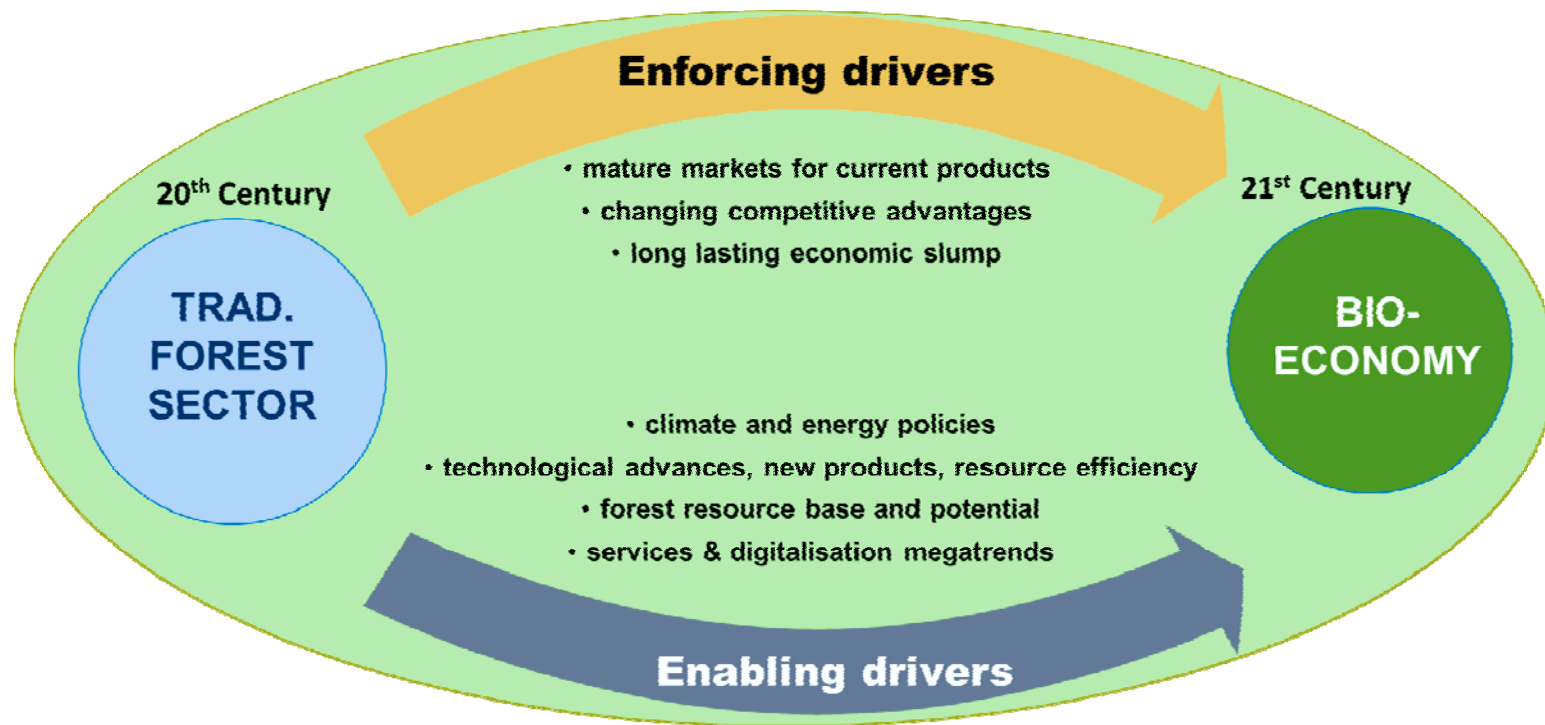 Enforcing drivers
• mature markets for current products
• changing competitive advantages
• long lasting economic slump
20th Century
TRAD.
FOREST
SECTOR
21st Century
BIO-
ECONOMY
• climate and energy policies
• technological advances, new products, resource efficiency
• forest resource base and potential
• services & digitalisation megatrends
Enabling drivers